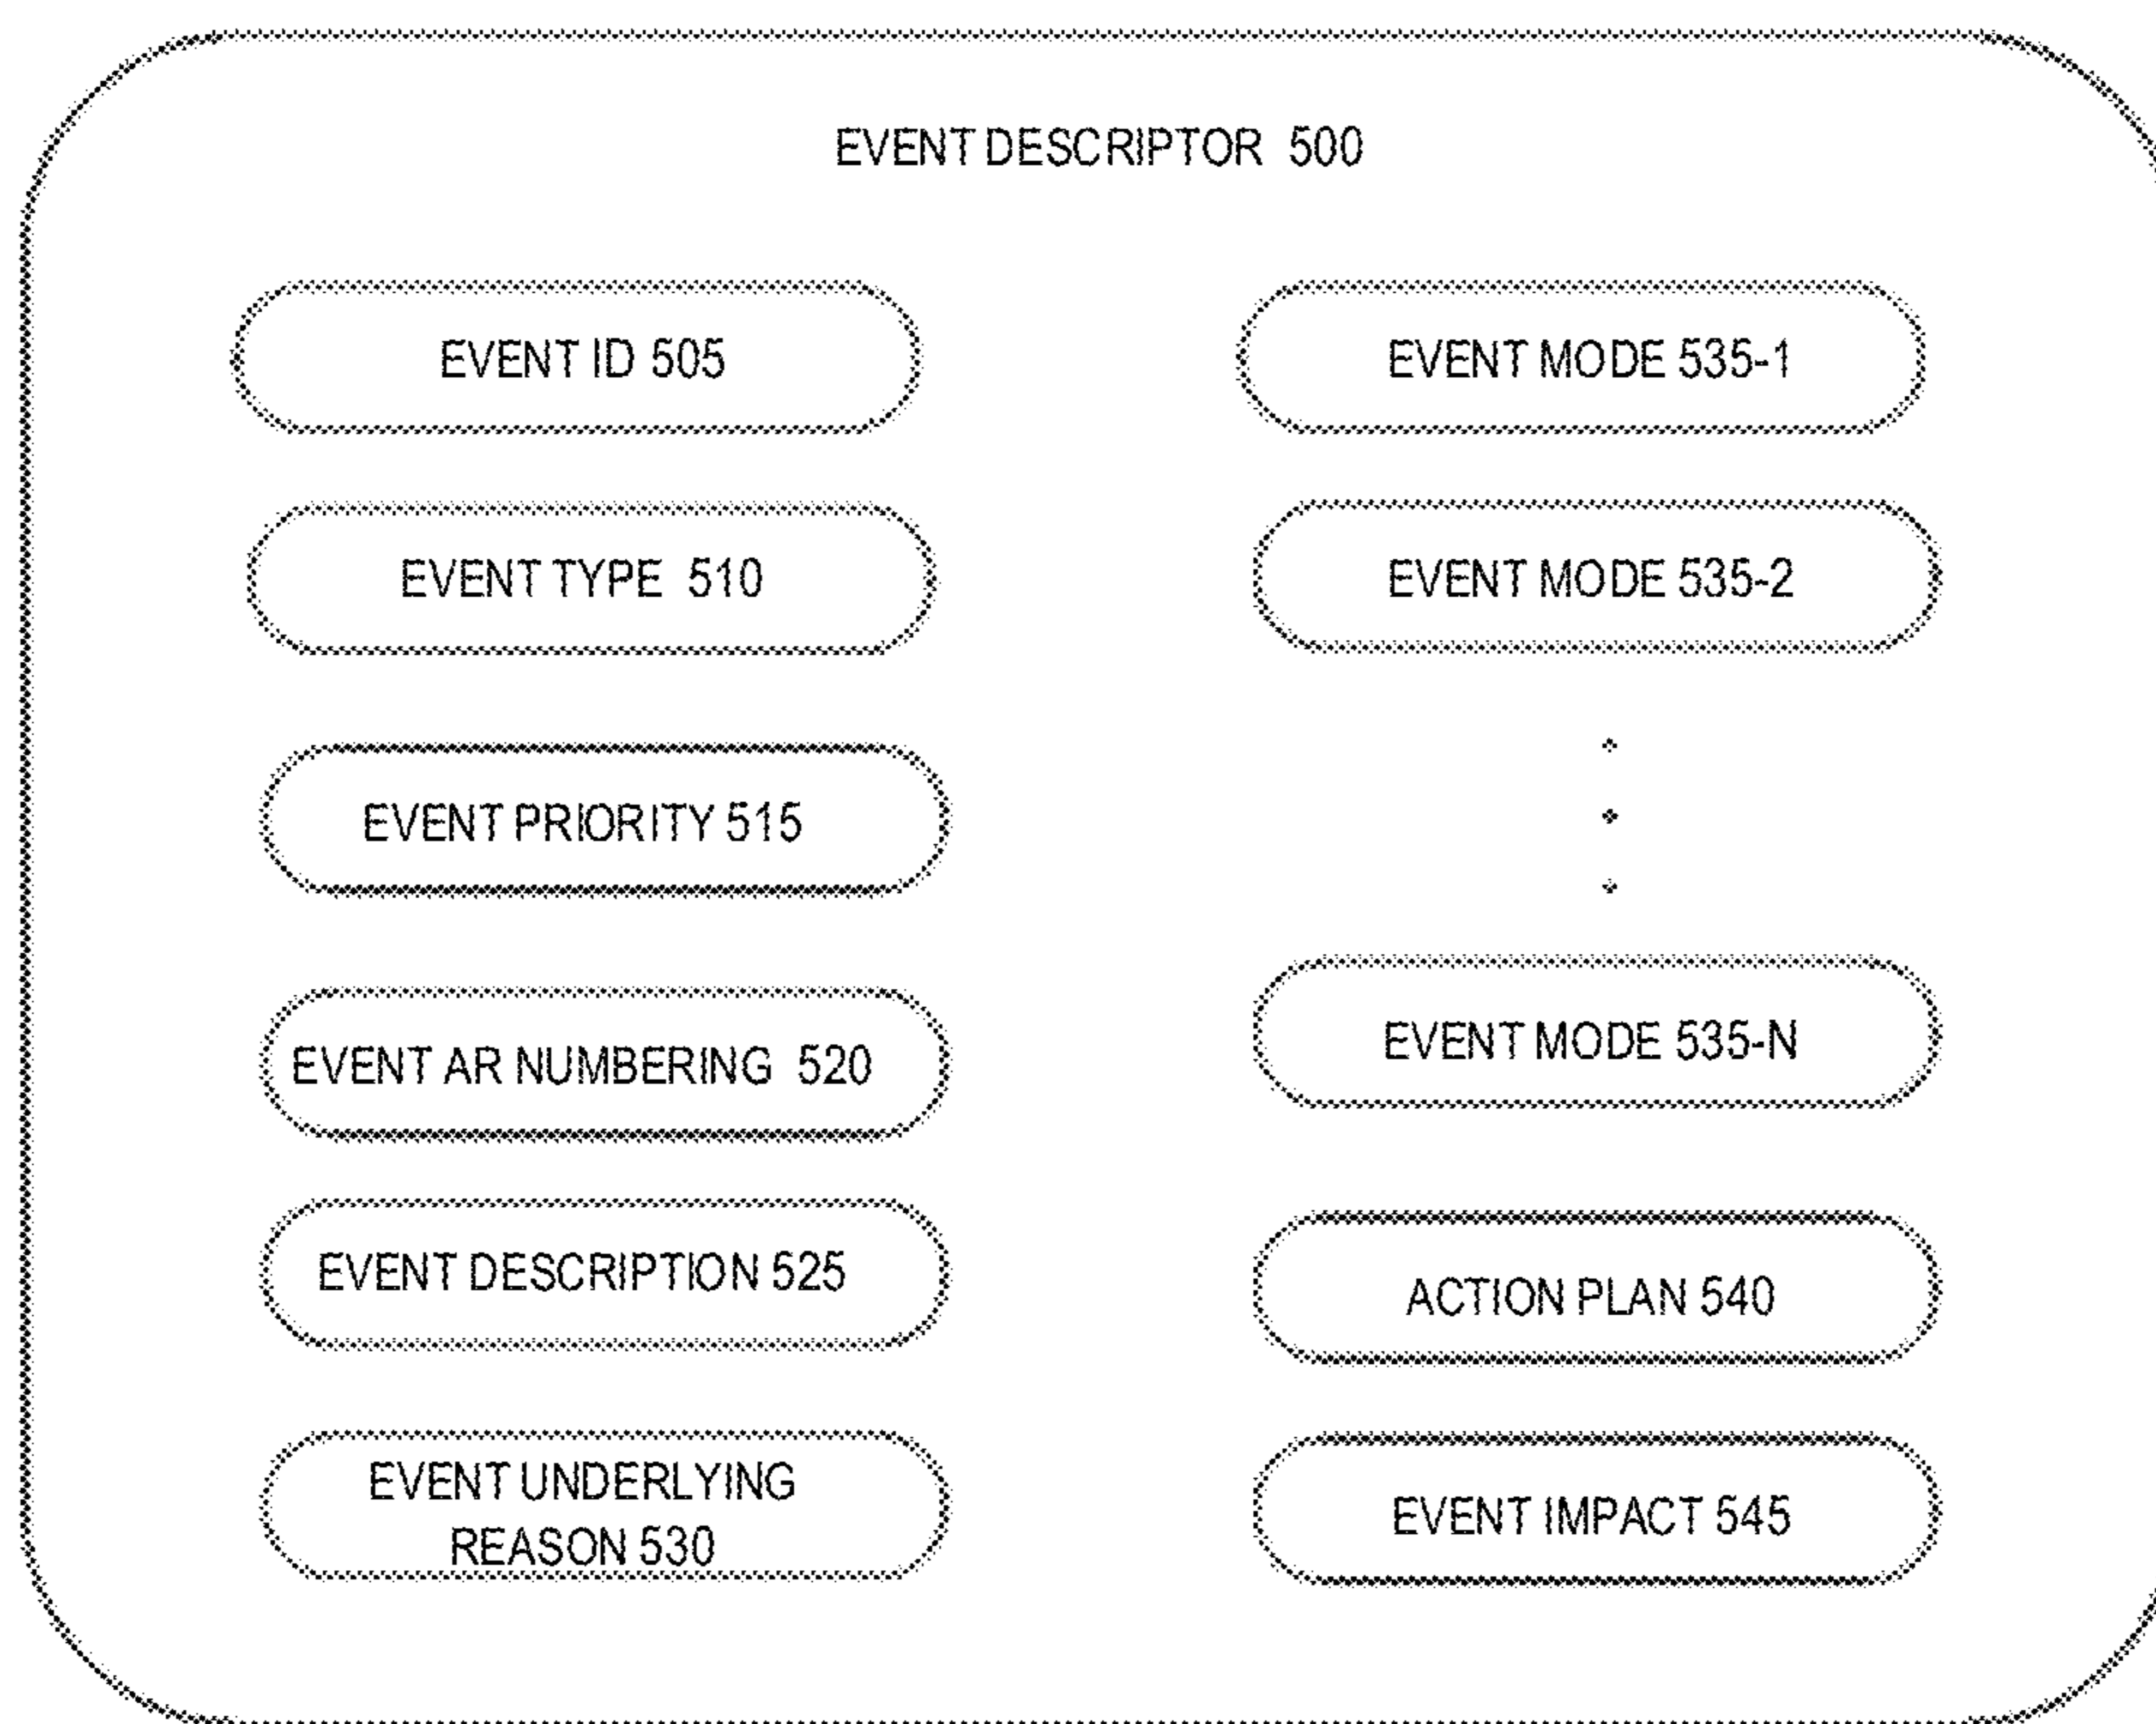 EVENT DESCRIPTOR 500
EVENT ID 505
EVENT TYPE 510
EVENT PRIORITY 515
EVENT AR NUMBERING 520
EVENT DESCRIPTION 525
EVENT UNDERLYING
REASON 530
EVENT MODE 535-1
EVENT MODE 535-2
EVENT MODE 535-N
ACTION PLAN 540
EVENT IMPACT 545